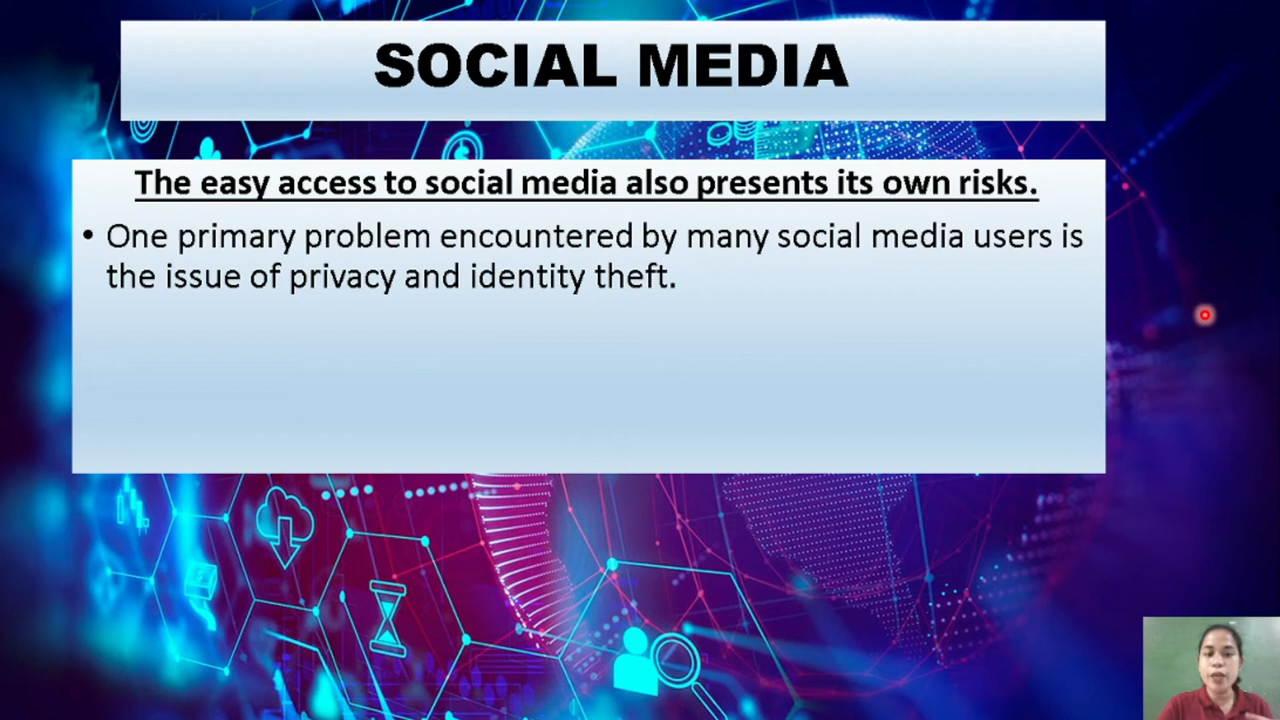 SOCIAL MEDIA
The easy access to social media also presents its own risks.
• One primary problem encountered by many social media users is
the issue of privacy and identity theft.